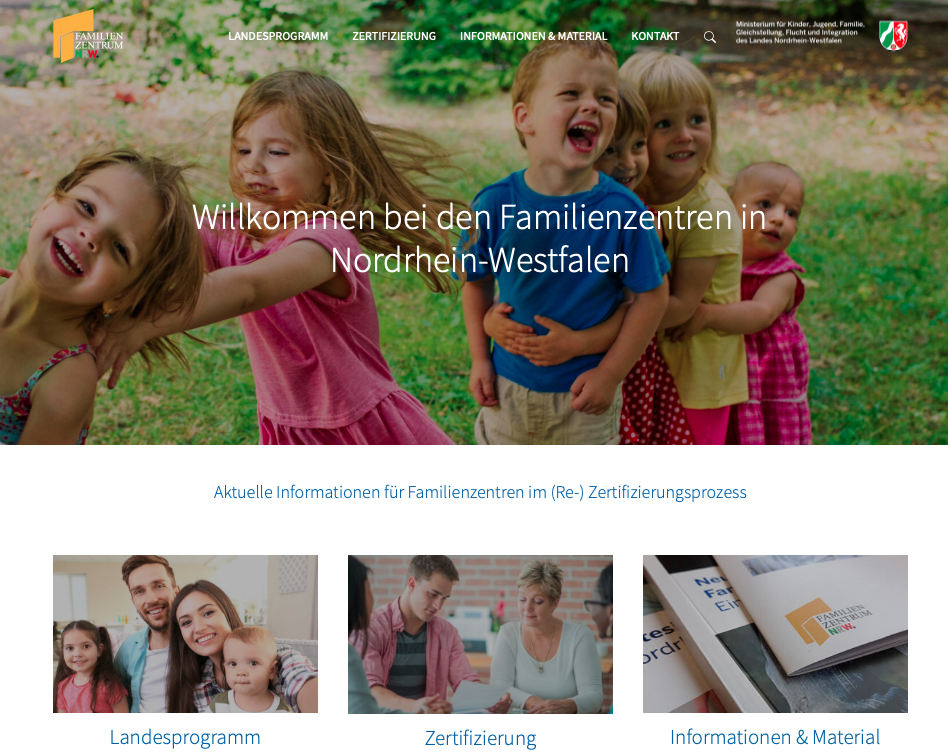 FAMILIEN
ZENTRUM
NRW.
LANDESPROGRAMM
ZERTIFIZIERUNG
INFORMATIONEN & MATERIAL
KONTAKT
Ministerium für Kinder, Jugend, Familie,
Gleichstellung, Flucht und Integration
des Landes Nordrhein-Westfalen
Willkommen bei den Familienzentren in
Nordrhein-Westfalen
Aktuelle Informationen für Familienzentren im (Re-) Zertifizierungsprozess
FAMILIEN
ZENTRUM
NRW.
Landesprogramm
Zertifizierung
Informationen & Material